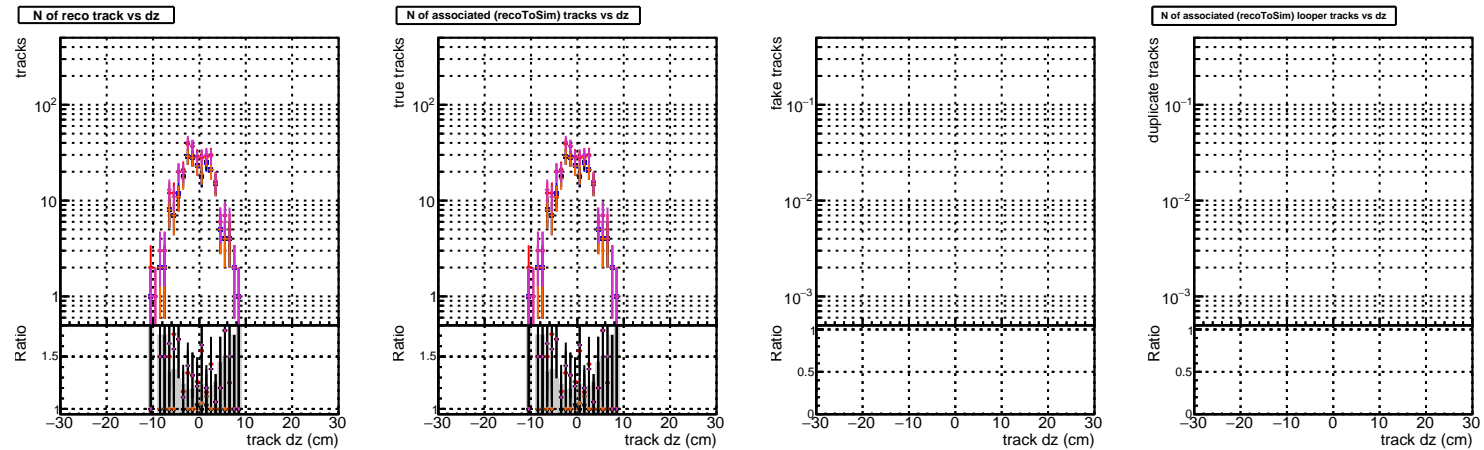 N of reco track vs dz
tracks
10²
10
1
Ratio
1.5
1
−30 −20 −10 0 10 20 30
track dz (cm)
N of associated (recoToSim) tracks vs dz
true tracks
10²
10
1
Ratio
1.5
1
−30 −20 −10 0 10 20 30
track dz (cm)
fake tracks
10⁻¹
10⁻²
10⁻³
Ratio
1
0.5
0
−30 −20 −10 0 10 20 30
track dz (cm)
N of associated (recoToSim) looper tracks vs dz
duplicate tracks
10⁻¹
10⁻²
10⁻³
Ratio
1
0.5
0
−30 −20 −10 0 10 20 30
track dz (cm)